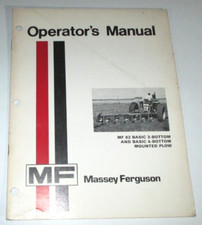 Operator's Manual
MF 82 BASIC 3-BOTTOM
AND BASIC 4-BOTTOM
MOUNTED PLOW
MF
Massey Ferguson